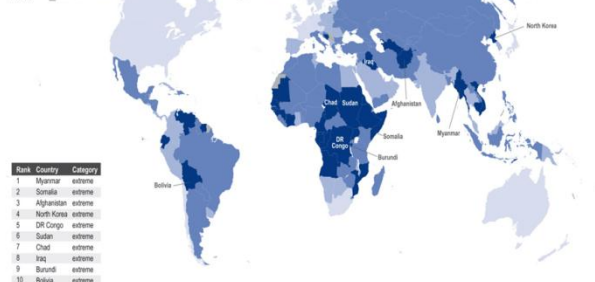 North Korea
Iraq
Chad
Sudan
Afghanistan
Somalia
Myanmar
DR
Congo
Burundi
Bolivia
Rank Country Category
1 Myanmar extreme
2 Somalia extreme
3 Afghanistan extreme
4 North Korea extreme
5 DR Congo extreme
6 Sudan extreme
7 Chad extreme
8 Iraq extreme
9 Burundi extreme
10 Bolivia extreme